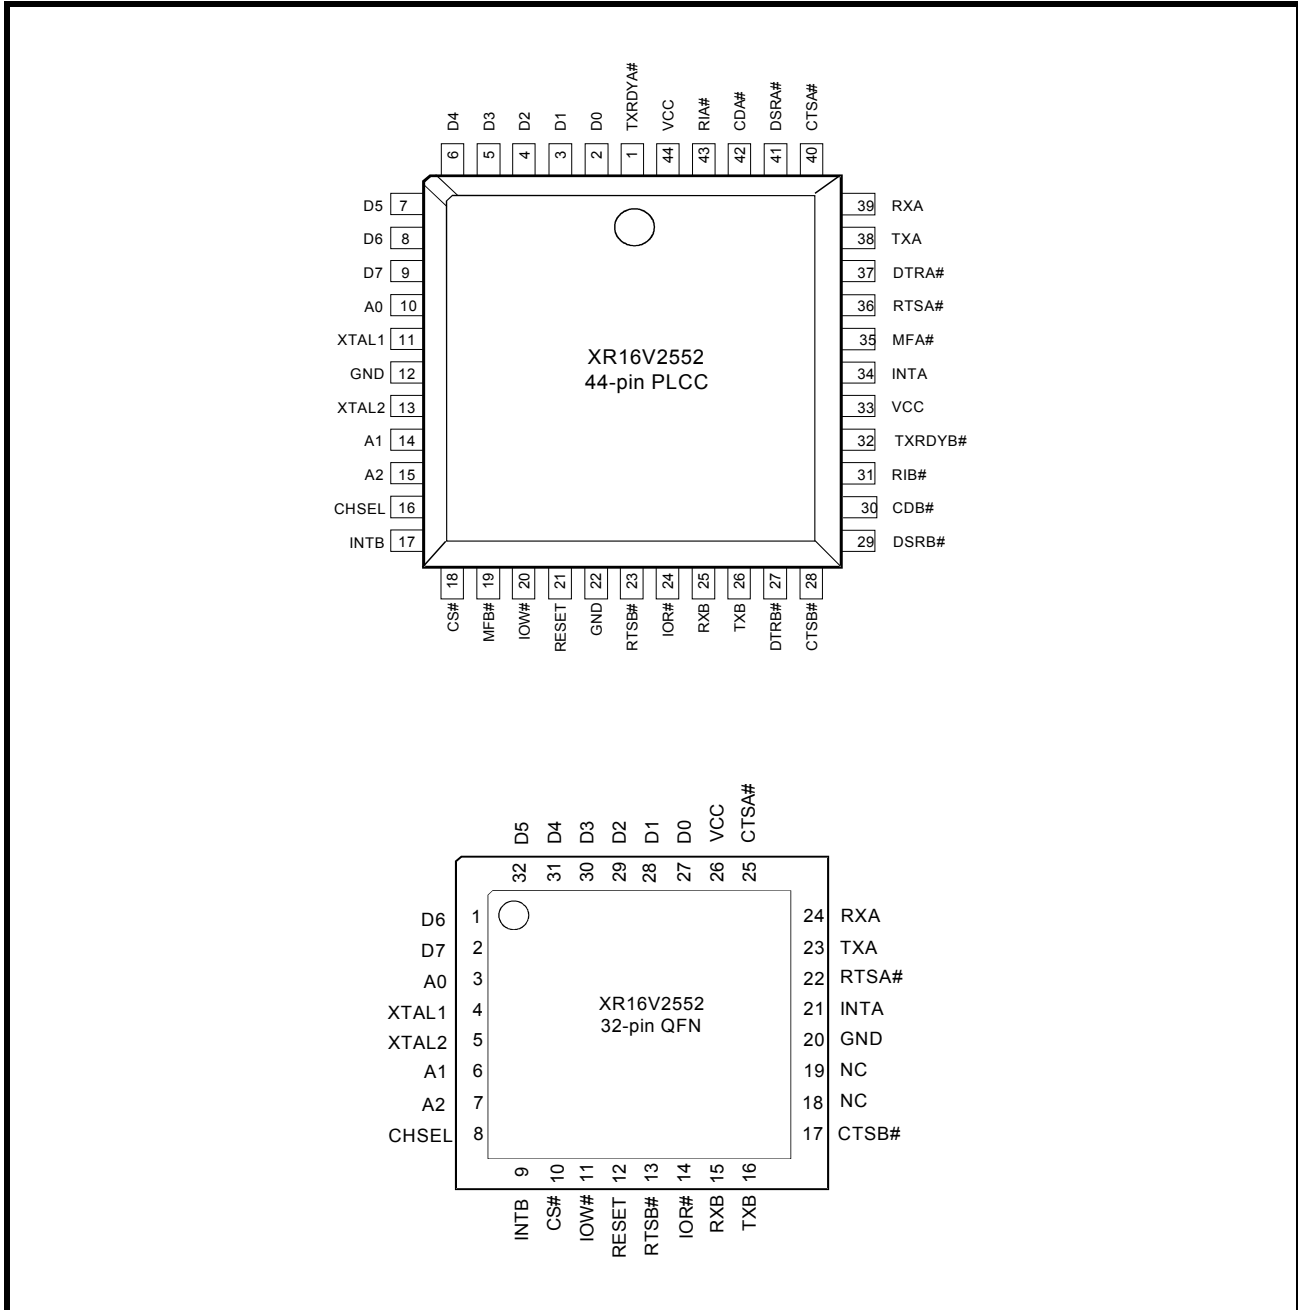 TXRDYA#
D4 D3 D2 D1 D0 VCC RIA# CDA# DSRA# CTSA#
6 5 4 3 2 1 44 43 42 41 40
D5 7 39 RXA
D6 8 38 TXA
D7 9 37 DTRA#
A0 10 36 RTSA#
XTAL1 11 35 MFA#
GND 12 34 INTA
XTAL2 13 33 VCC
A1 14 32 TXRDYB#
A2 15 31 RIB#
CHSEL 16 30 CDB#
INTB 17 29 DSRB#
XR16V2552
44-pin PLCC
18 19 20 21 22 23 24 25 26 27 28
CS# MFB# IOW# RESET GND RTSB# IOR# RXB TXB DTRB# CTSB#
D5 D4 D3 D2 D1 D0 VCC CTSA#
32 31 30 29 28 27 26 25
D6 1 24 RXA
D7 2 23 TXA
A0 3 22 RTSA#
XTAL1 4 21 INTA
XTAL2 5 20 GND
A1 6 19 NC
A2 7 18 NC
CHSEL 8 17 CTSB#
XR16V2552
32-pin QFN
9 10 11 12 13 14 15 16
INTB CS# IOW# RESET RTSB# IOR# RXB TXB